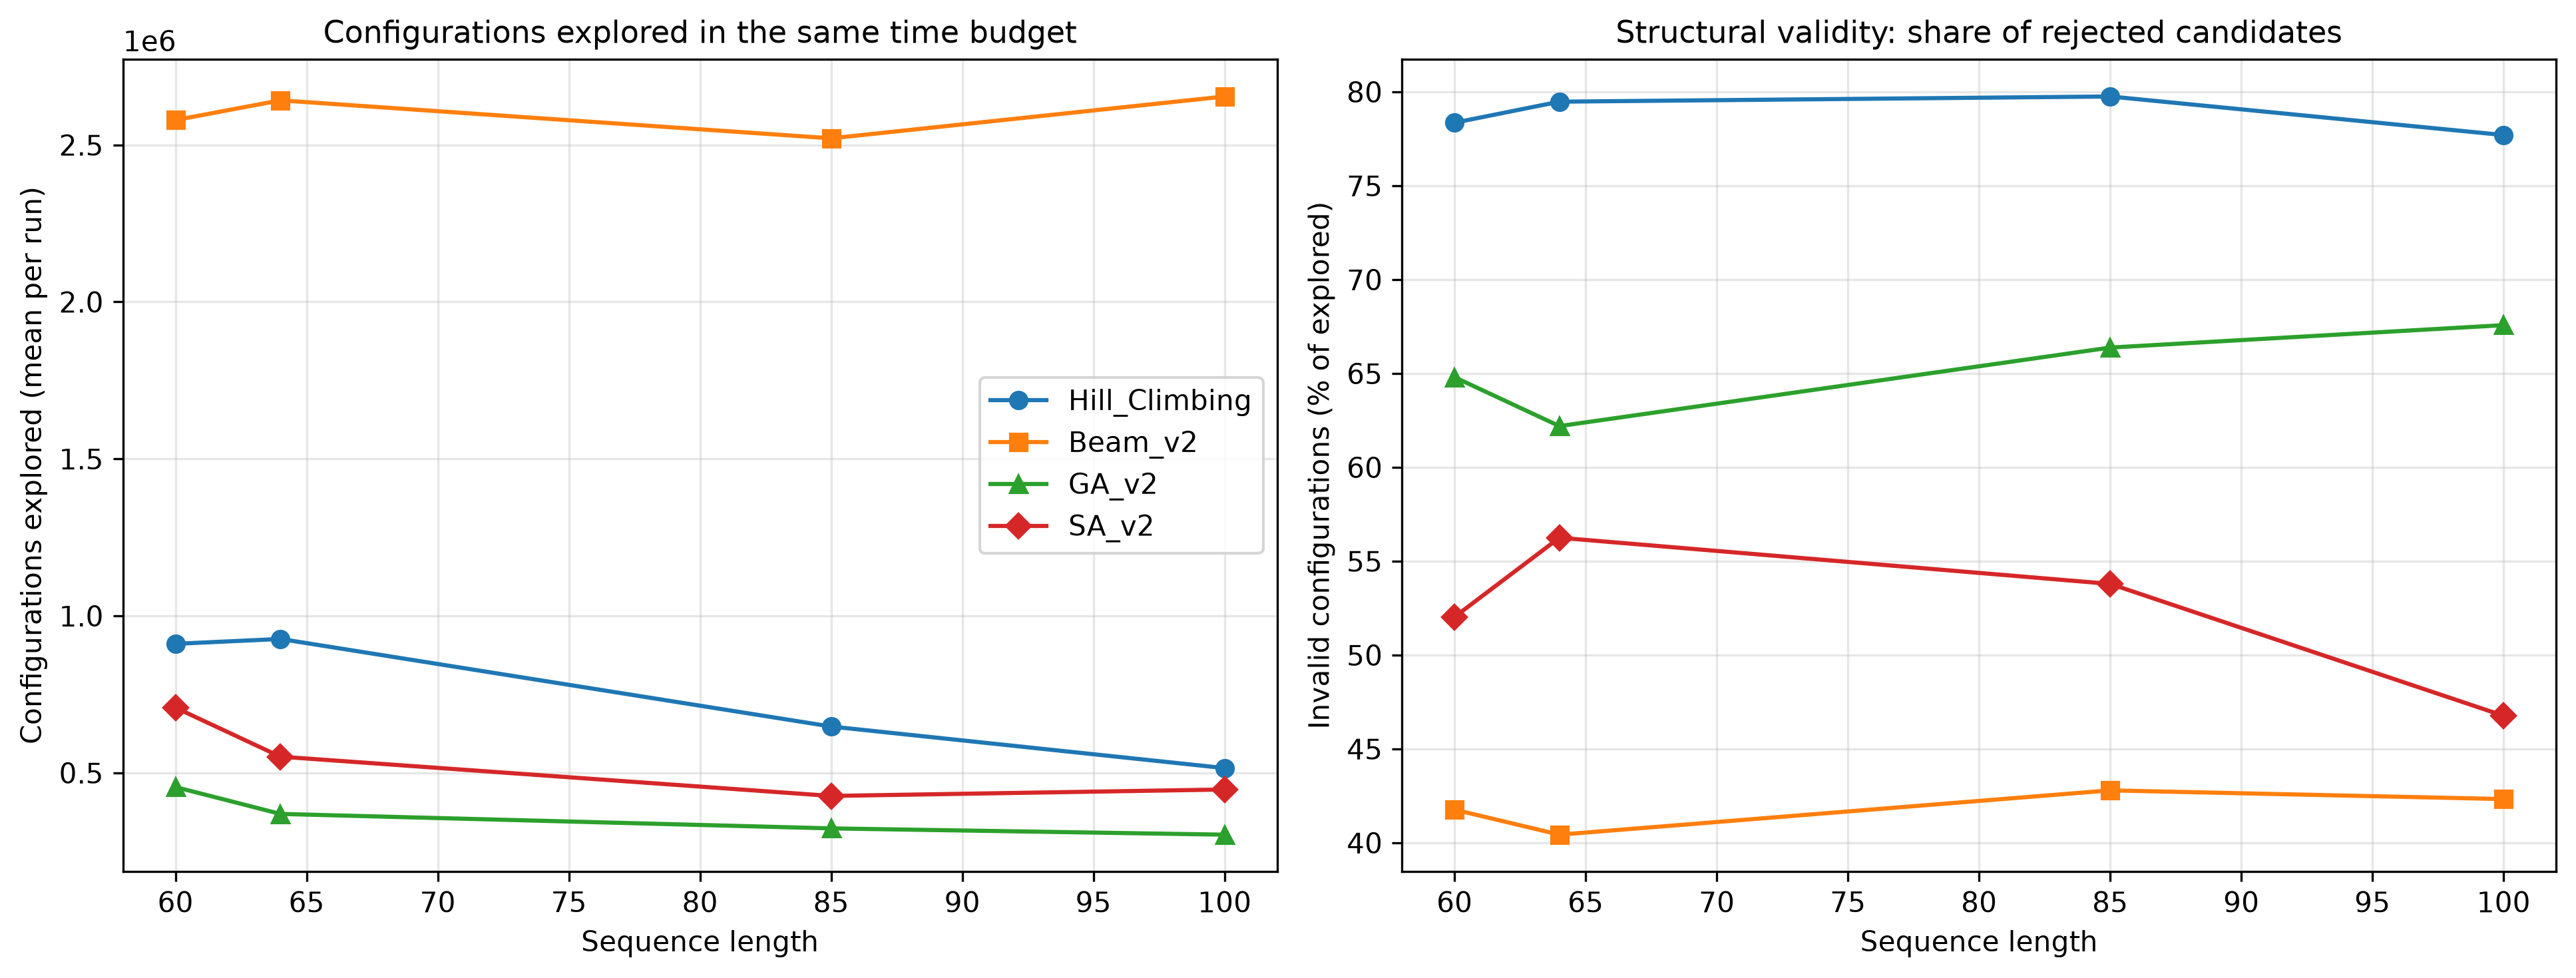 Configurations explored in the same time budget
1e6
Configurations explored (mean per run)
2.5
2.0
1.5
1.0
0.5
Hill_Climbing
Beam_v2
GA_v2
SA_v2
60 65 70 75 80 85 90 95 100
Sequence length
Structural validity: share of rejected candidates
Invalid configurations (% of explored)
80
75
70
65
60
55
50
45
40
60 65 70 75 80 85 90 95 100
Sequence length